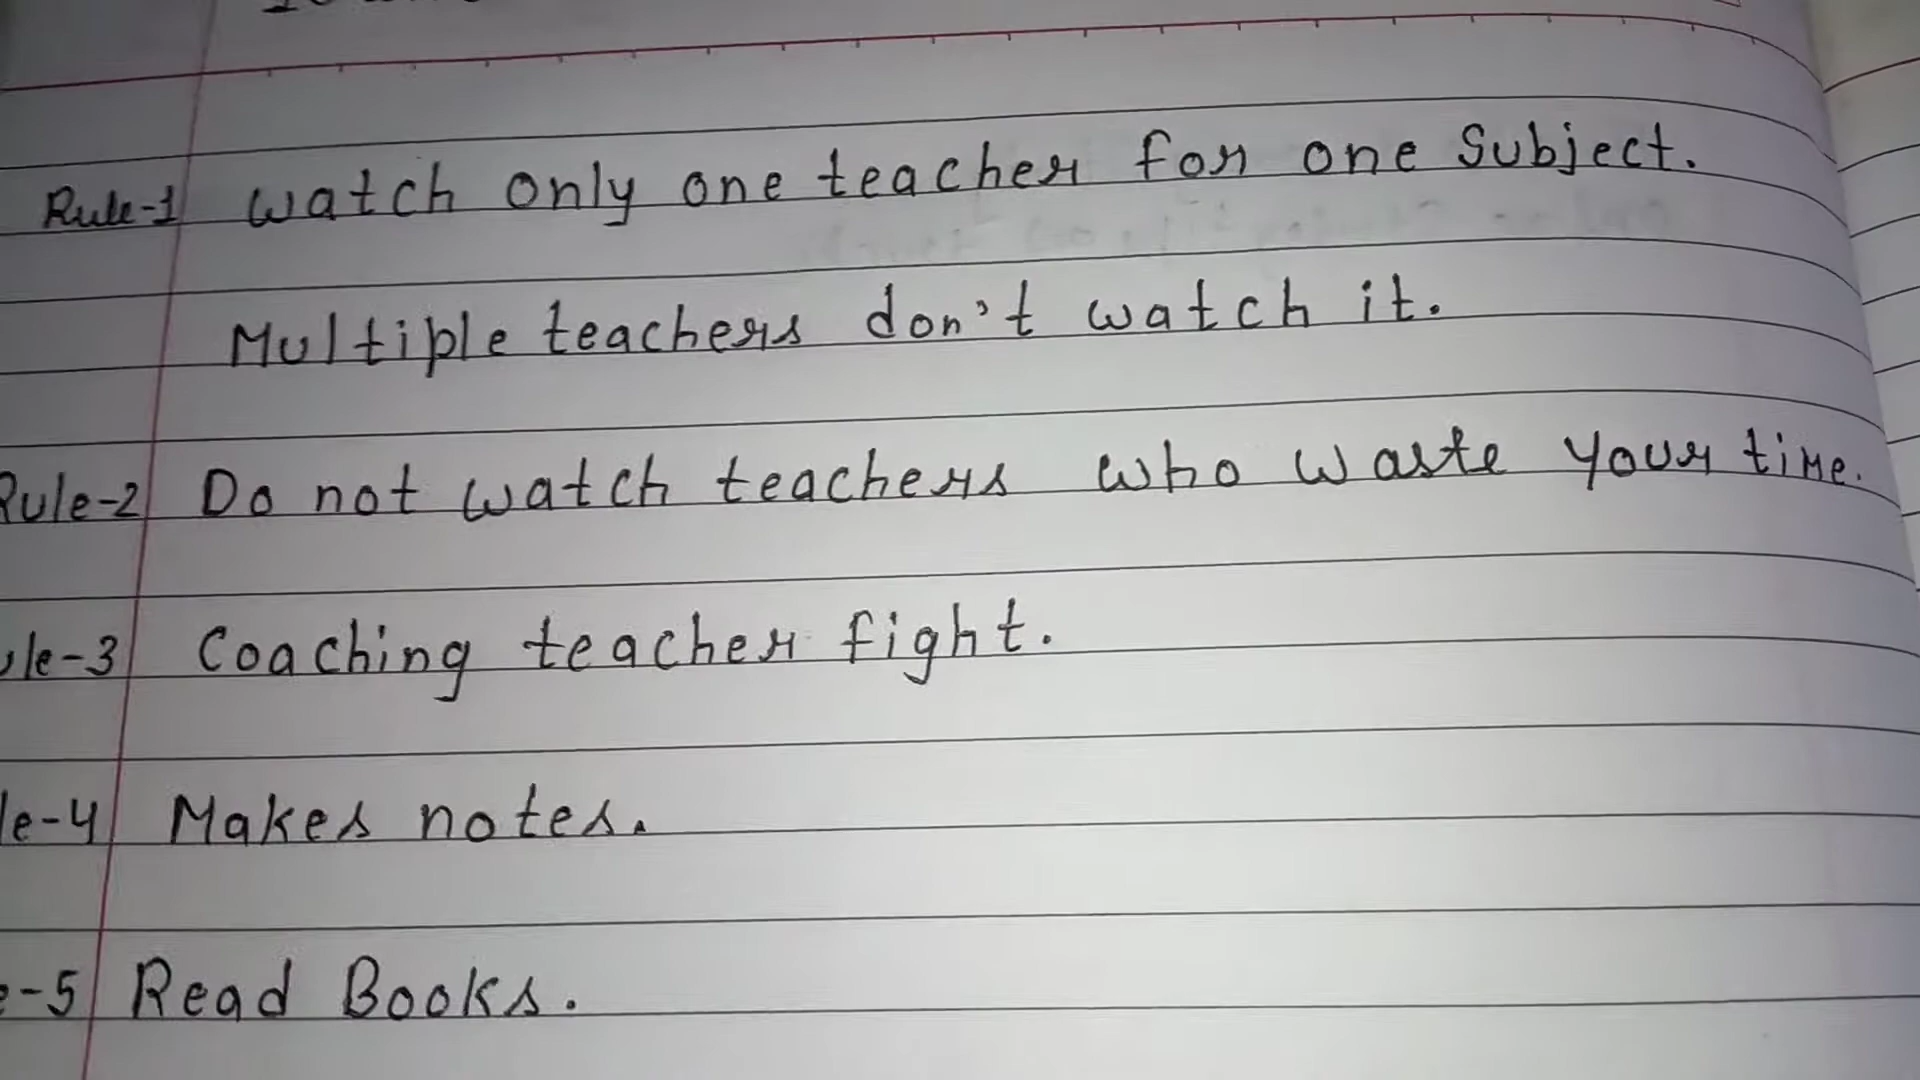 Rule-1 Watch only one teacher for one Subject.
Multiple teachers don't watch it.
Rule-2 Do not watch teachers who waste your time.
ule-3 Coaching teacher fight.
le-4 Makes notes.
e-5 Read Books.